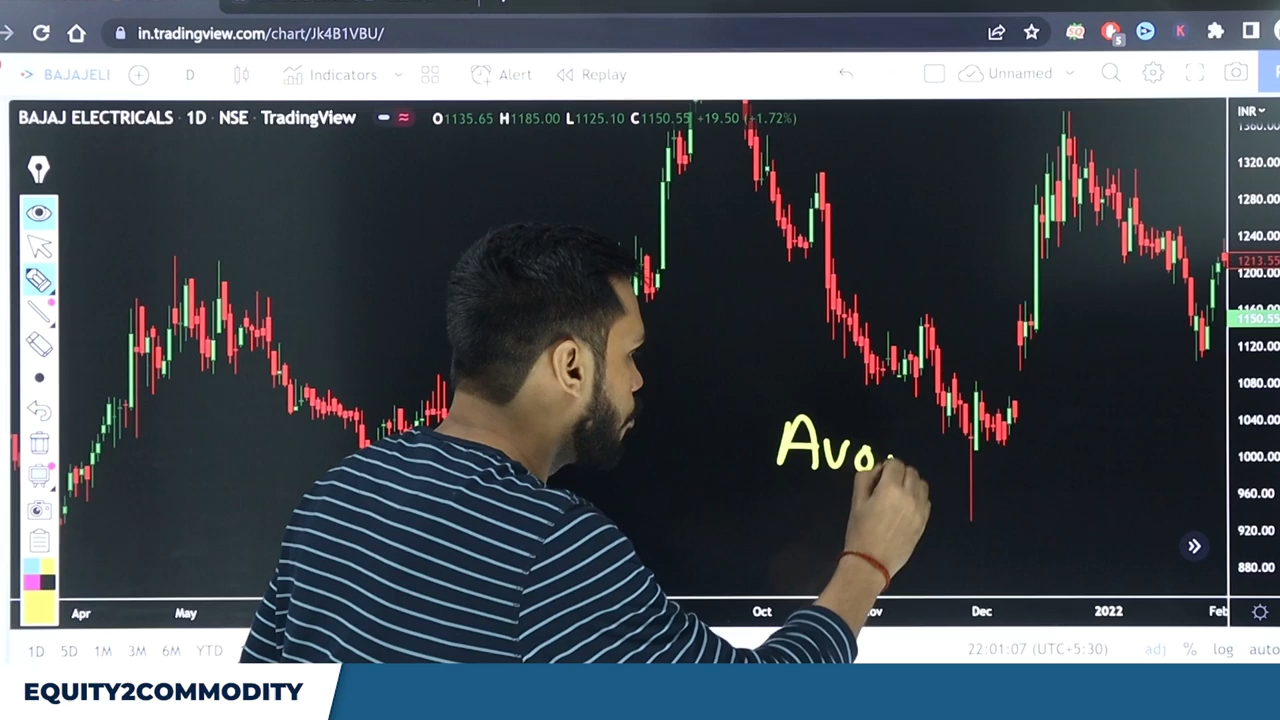 in.tradingview.com/chart/Jk4B1VBU/
BAJAJELI D Indicators Alert Replay Unnamed
BAJAJ ELECTRICALS · 1D · NSE · TradingView O1135.65 H1185.00 L1125.10 C1150.55 +19.50 (+1.72%)
INR
1360.00
1320.00
1280.00
1240.00
1213.55
1200.00
1160.00
1150.55
1120.00
1080.00
1040.00
1000.00
960.00
920.00
880.00
Avo
Apr May Oct Dec 2022 Feb
1D 5D 1M 3M 6M YTD 22:01:07 (UTC+5:30) adj % log auto
EQUITY2COMMODITY